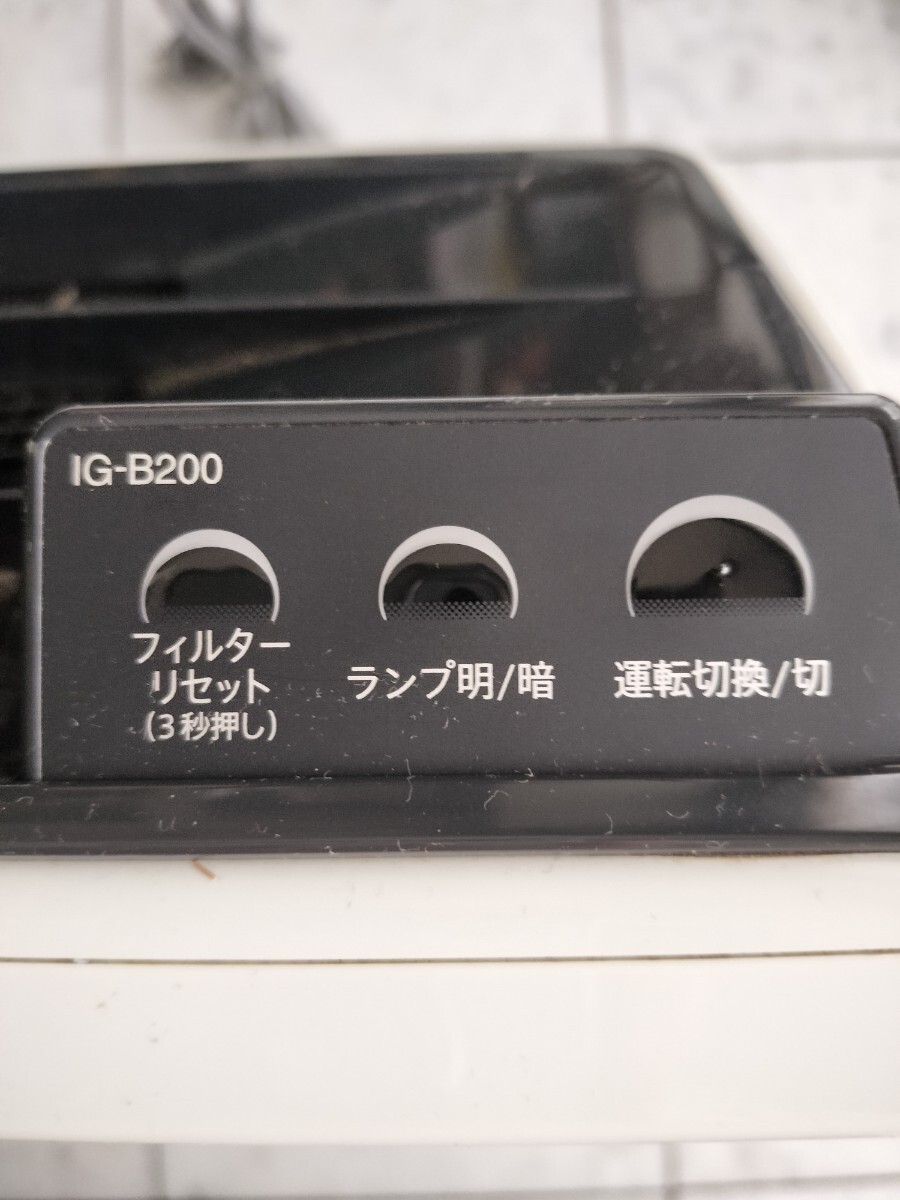 IG-B200
フィルター
リセット
(3秒押し)
ランプ明/暗
運転切換/切